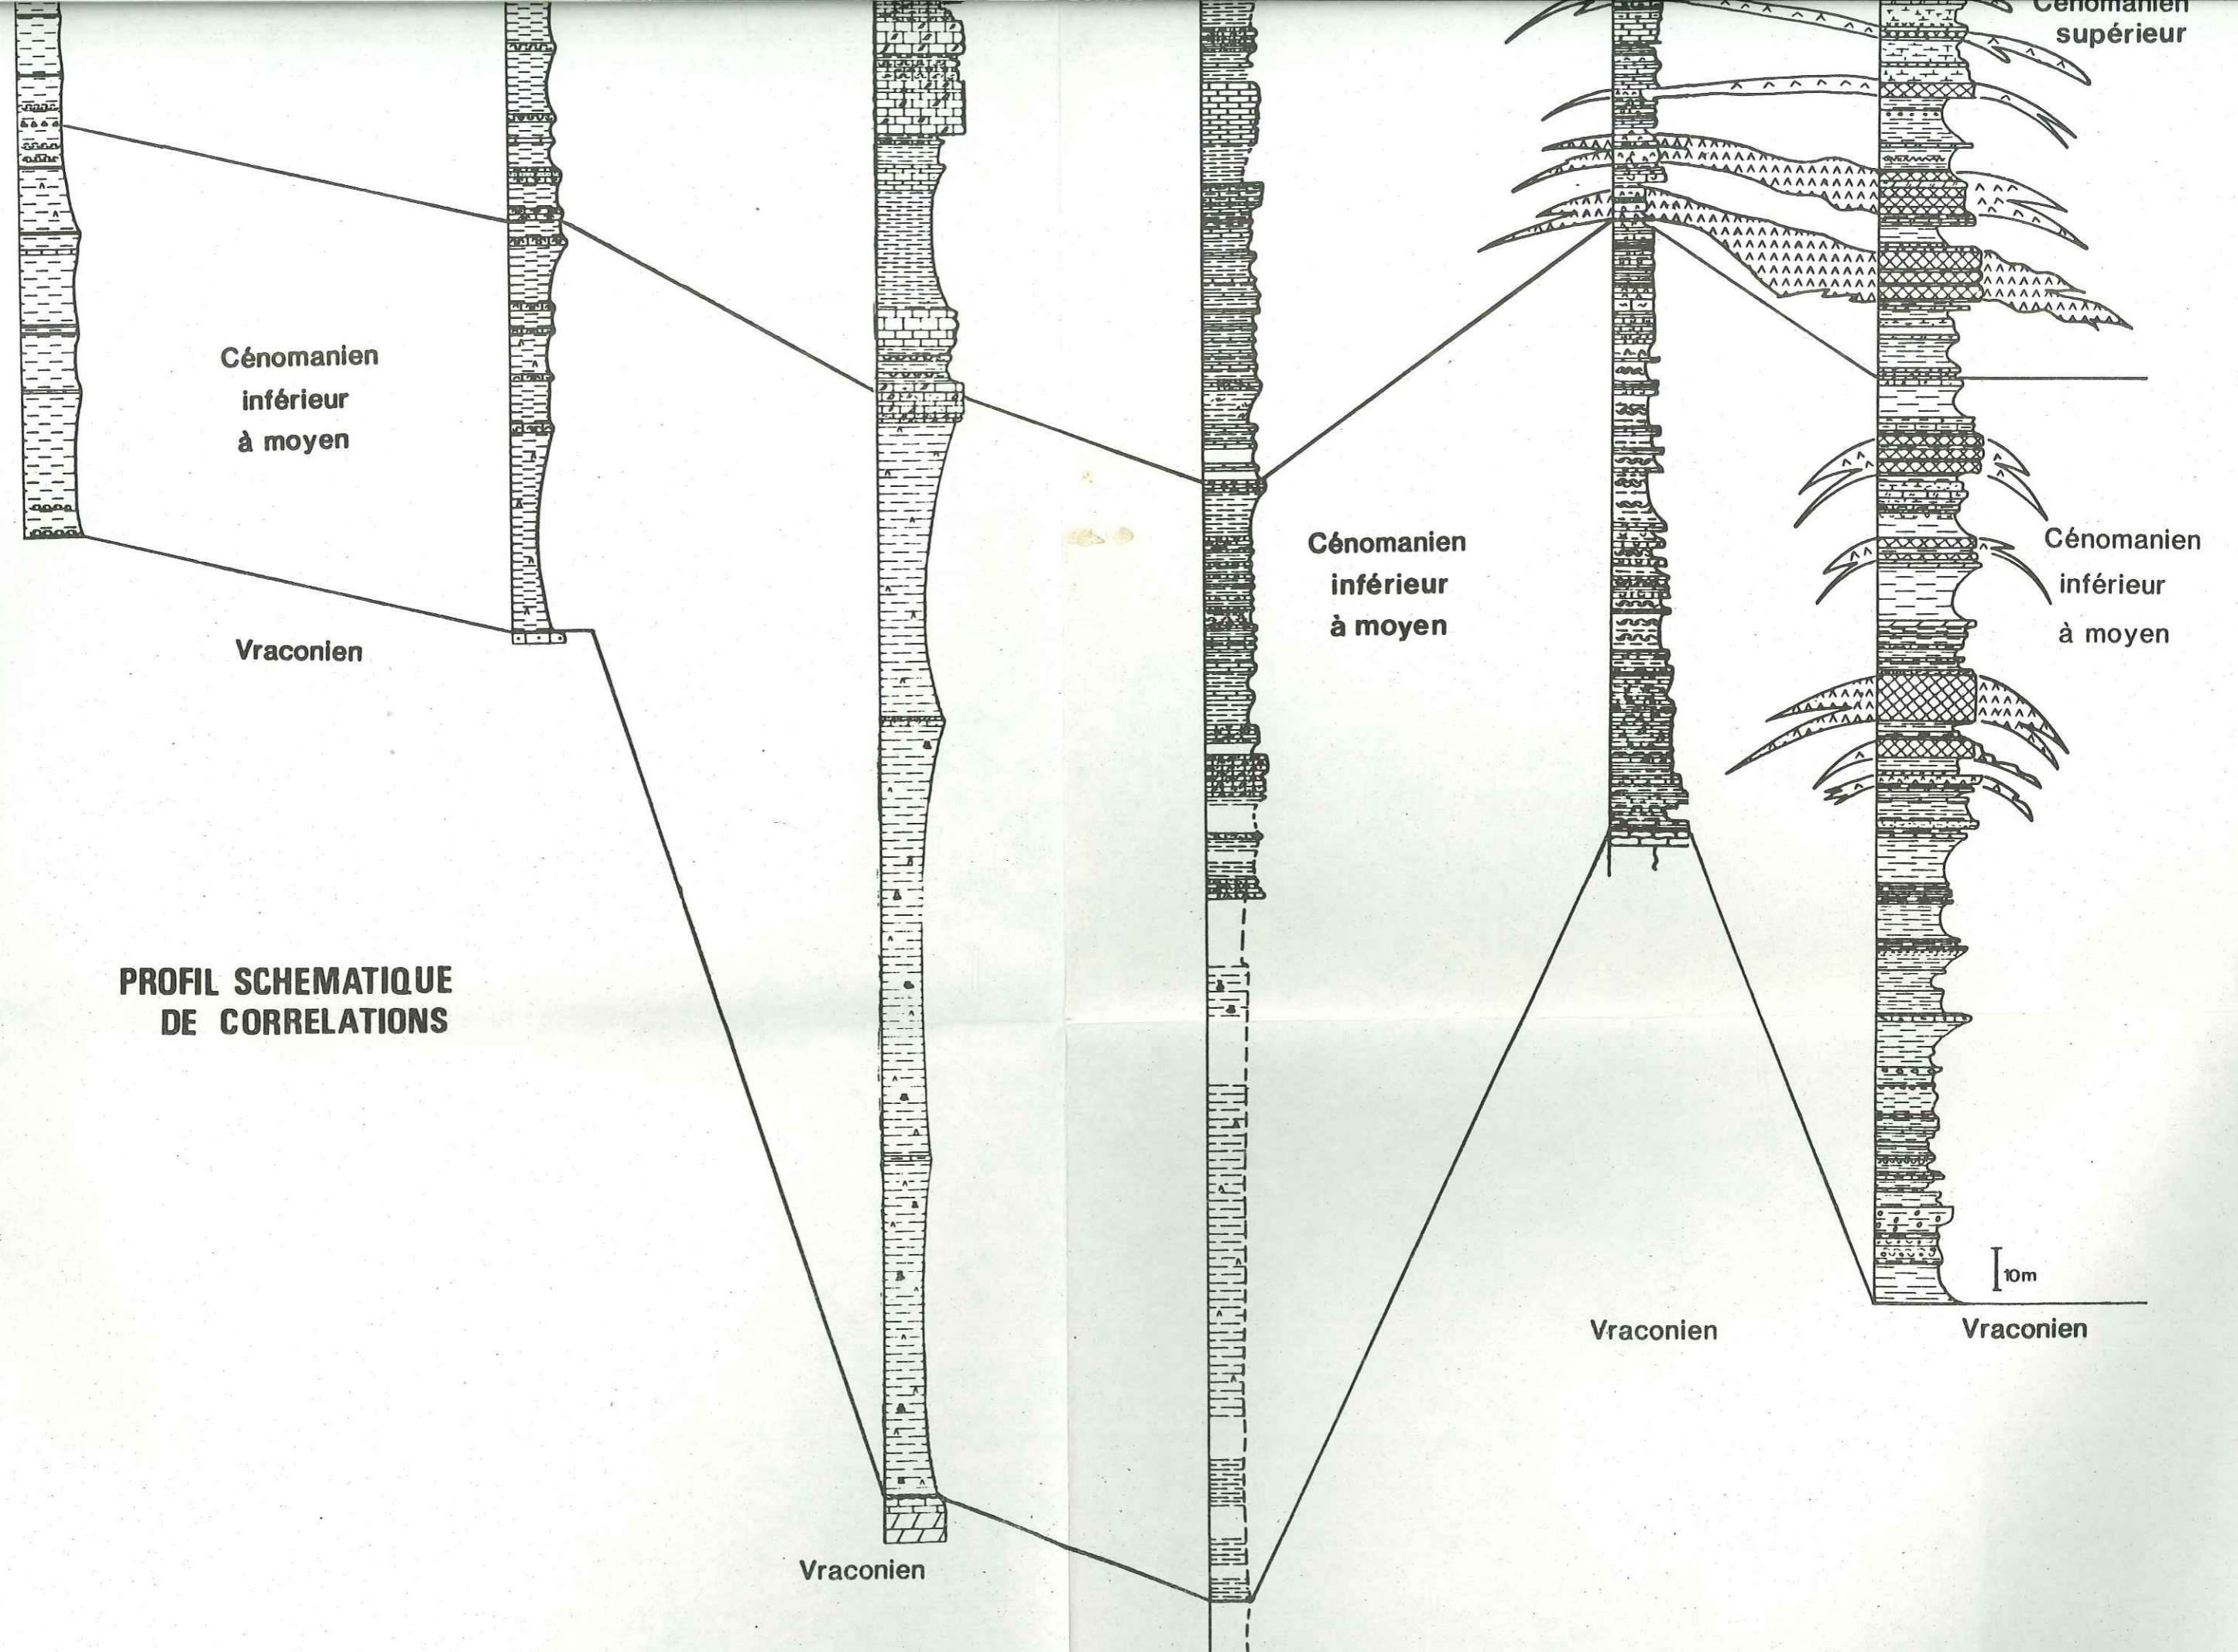 Cénomanien
supérieur
Cénomanien
inférieur
à moyen
Vraconien
PROFIL SCHEMATIQUE
DE CORRELATIONS
Cénomanien
inférieur
à moyen
Cénomanien
inférieur
à moyen
10m
Vraconien
Vraconien
Vraconien